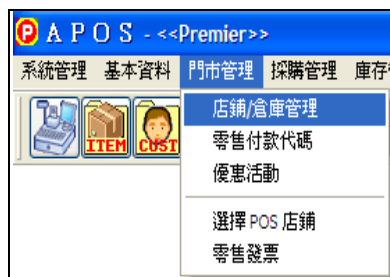 P A P O S - <<Premier>>
系統管理 基本資料 門市管理 採購管理 庫存
ITEM CUST
店鋪/倉庫管理
零售付款代碼
優惠活動
選擇 POS 店鋪
零售發票